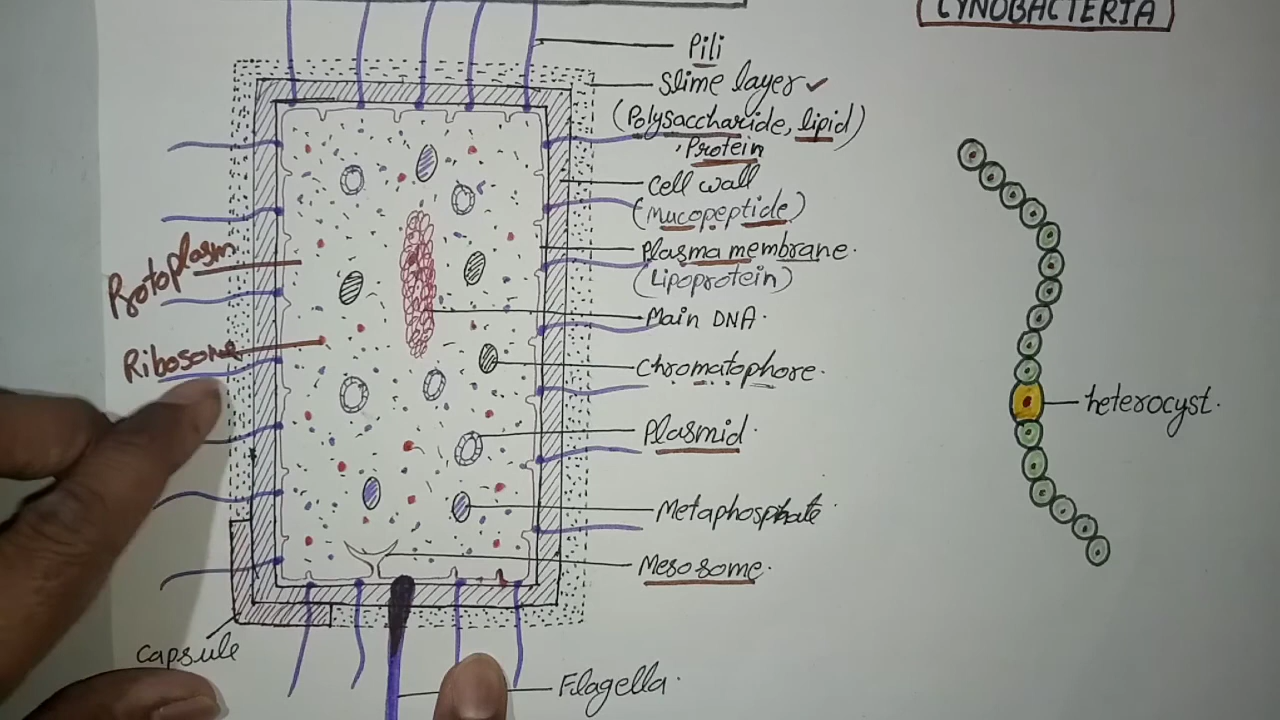 CYNOBACTERIA
Pili
Slime layer ✓
(Polysaccharide, lipid)
, Protein
Cell wall
(Mucopeptide)
Plasma membrane.
(Lipoprotein)
Main DNA.
Chromatophore.
Plasmid.
Metaphosphate
Mesosome.
Flagella.
Protoplasm
Ribosome
Capsule
heterocyst.